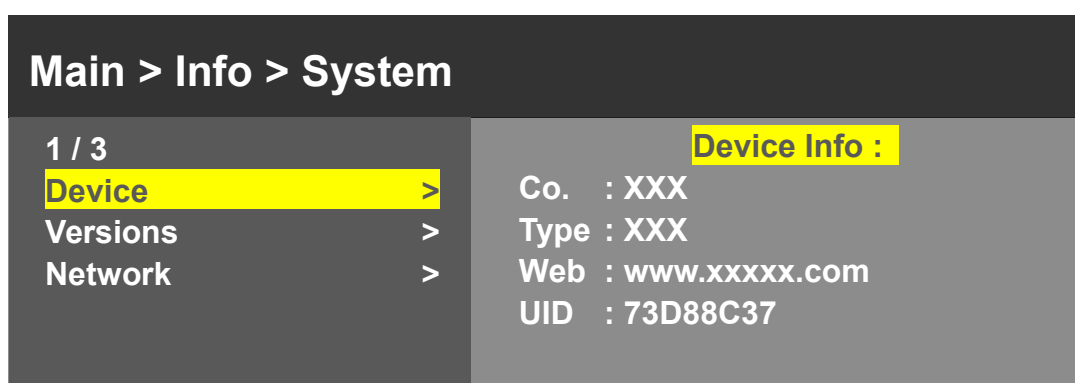 Main > Info > System
1 / 3
Device >
Versions >
Network >
Device Info :
Co. : XXX
Type : XXX
Web : www.xxxxx.com
UID : 73D88C37